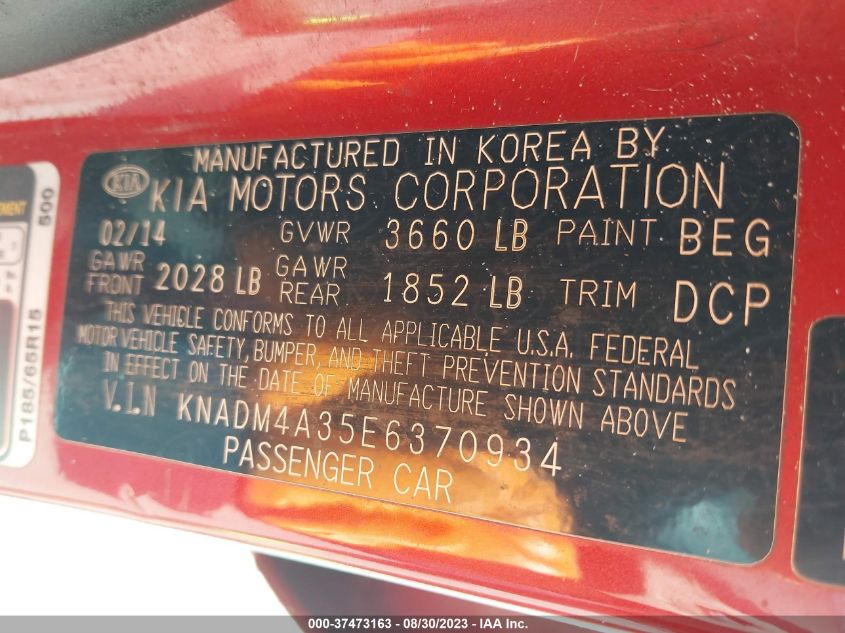 MANUFACTURED IN KOREA BY
KIA KIA MOTORS CORPORATION
02/14 GVWR 3660 LB PAINT BEG
GAWR FRONT 2028 LB GAWR REAR 1852 LB TRIM DCP
THIS VEHICLE CONFORMS TO ALL APPLICABLE U.S.A. FEDERAL
MOTOR VEHICLE SAFETY, BUMPER, AND THEFT PREVENTION STANDARDS
IN EFFECT ON THE DATE OF MANUFACTURE SHOWN ABOVE
V.I.N KNADM4A35E6370934
PASSENGER CAR
500
P185/65R15
000-37473163 - 08/30/2023 - IAA Inc.